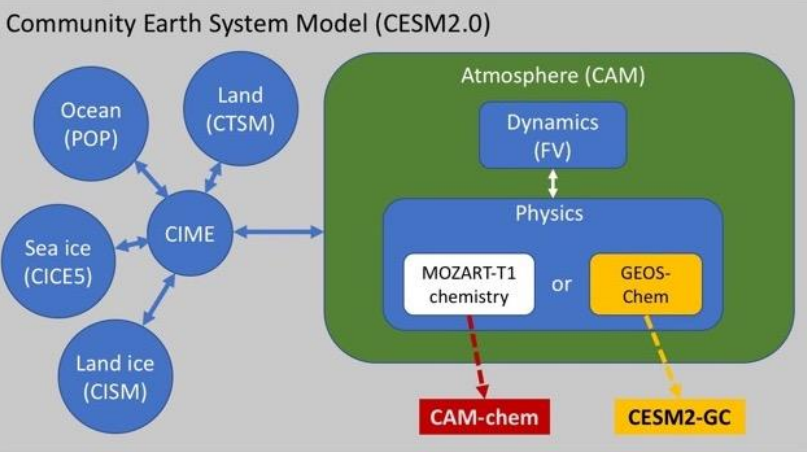 Community Earth System Model (CESM2.0)
Ocean
(POP)
Land
(CTSM)
CIME
Sea ice
(CICE5)
Land ice
(CISM)
Atmosphere (CAM)
Dynamics
(FV)
Physics
MOZART-T1
chemistry
or
GEOS-
Chem
CAM-chem
CESM2-GC